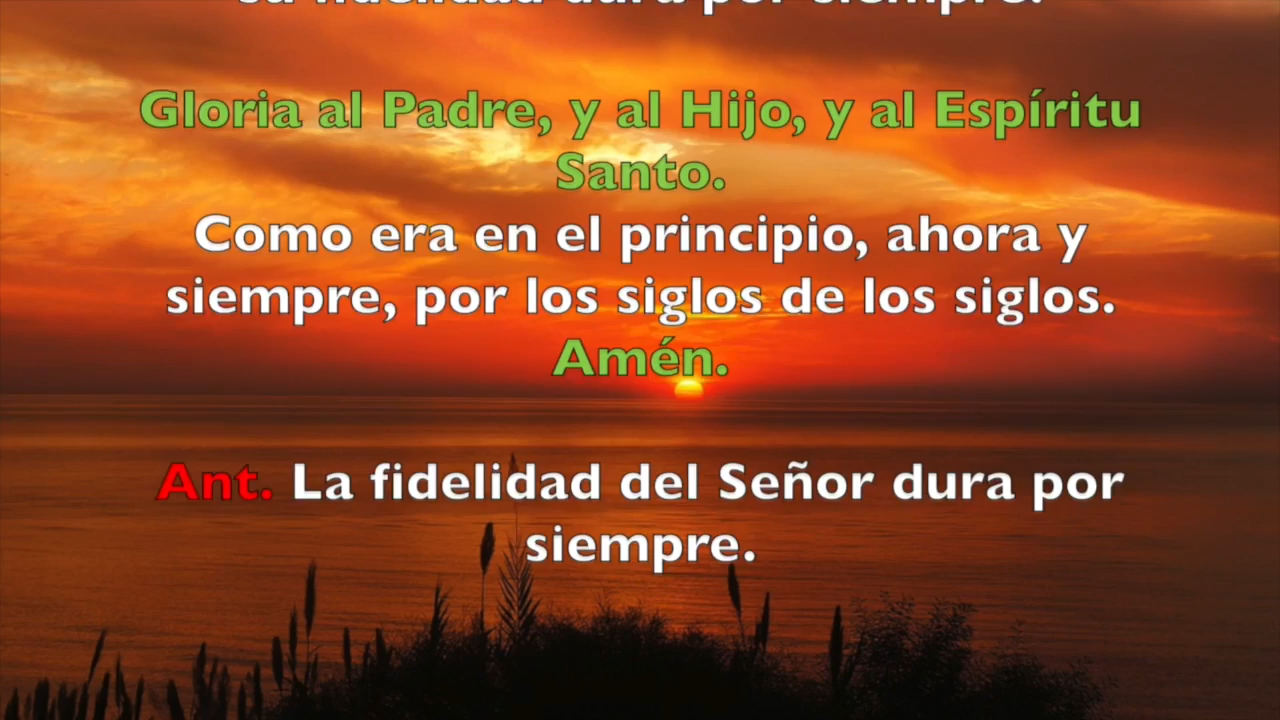 su fidelidad dura por siempre.
Gloria al Padre, y al Hijo, y al Espíritu
Santo.
Como era en el principio, ahora y
siempre, por los siglos de los siglos.
Amén.
Ant. La fidelidad del Señor dura por
siempre.